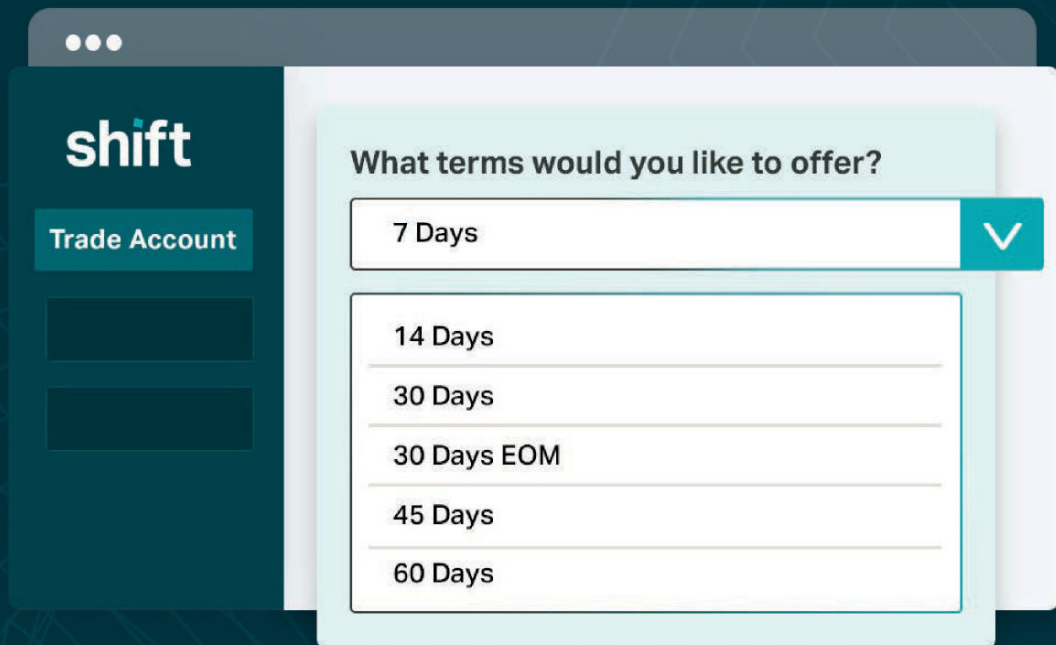 shift
Trade Account
What terms would you like to offer?
7 Days
14 Days
30 Days
30 Days EOM
45 Days
60 Days